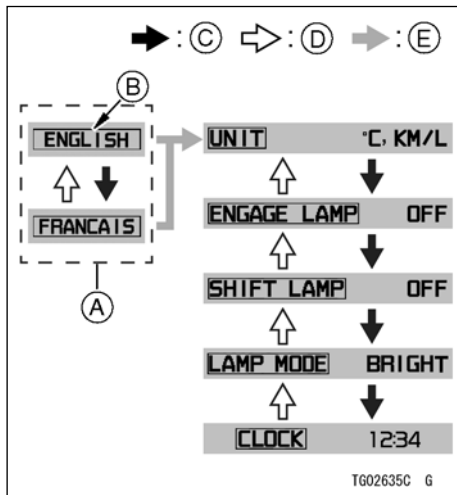 : C : D : E
B
ENGLISH
FRANCAIS
A
UNIT °C, KM/L
ENGAGE LAMP OFF
SHIFT LAMP OFF
LAMP MODE BRIGHT
CLOCK 12:34
TG02635C G